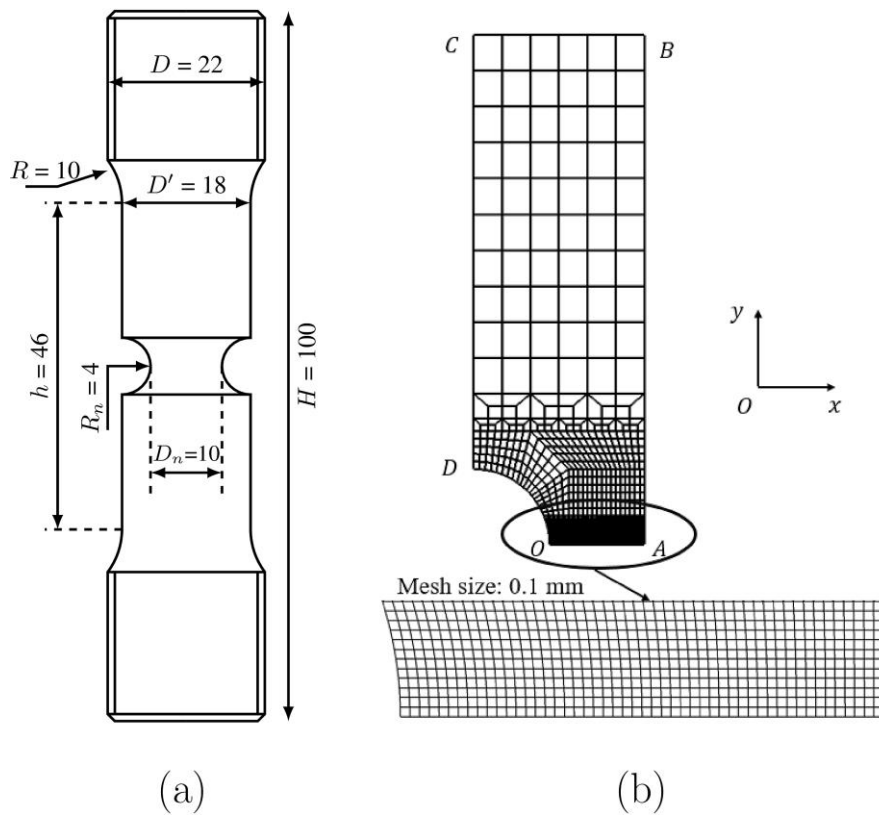 D = 22
R = 10
D′ = 18
h = 46
H = 100
R_n = 4
D_n=10
(a)
C
B
D
O
A
y
O
x
Mesh size: 0.1 mm
(b)